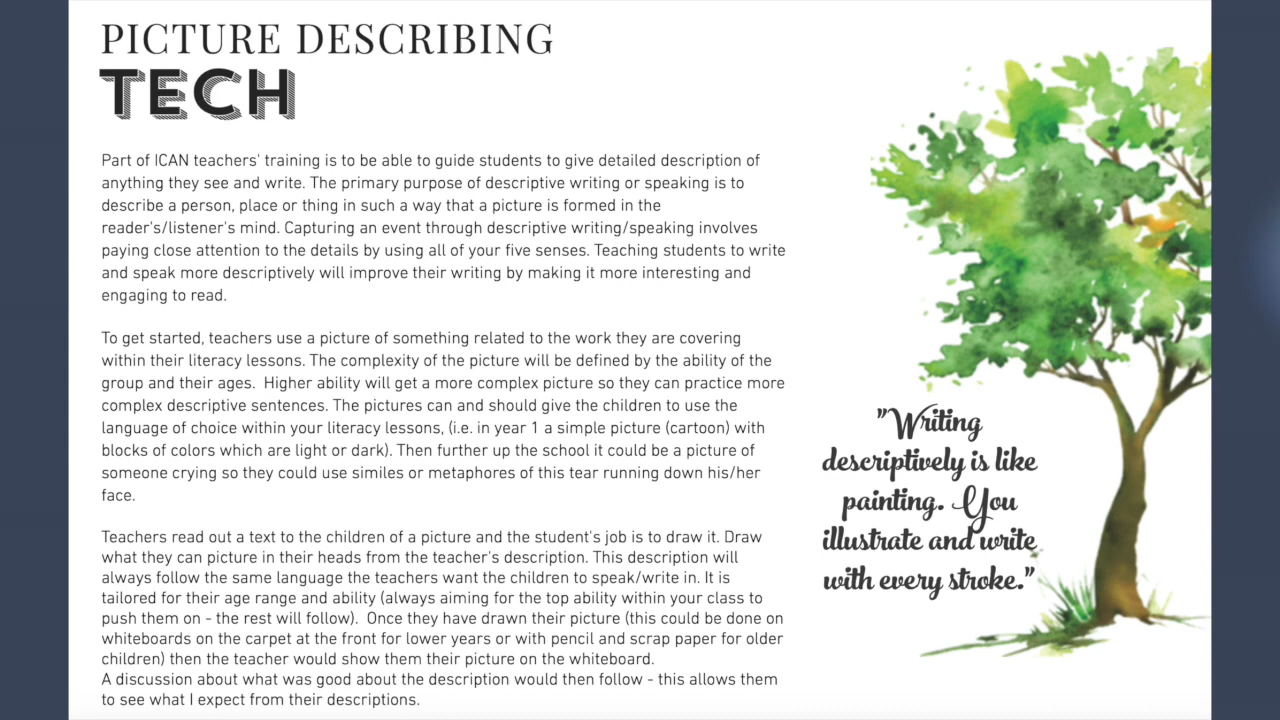 PICTURE DESCRIBING
TECH
Part of ICAN teachers' training is to be able to guide students to give detailed description of
anything they see and write. The primary purpose of descriptive writing or speaking is to
describe a person, place or thing in such a way that a picture is formed in the
reader's/listener's mind. Capturing an event through descriptive writing/speaking involves
paying close attention to the details by using all of your five senses. Teaching students to write
and speak more descriptively will improve their writing by making it more interesting and
engaging to read.
To get started, teachers use a picture of something related to the work they are covering
within their literacy lessons. The complexity of the picture will be defined by the ability of the
group and their ages.  Higher ability will get a more complex picture so they can practice more
complex descriptive sentences. The pictures can and should give the children to use the
language of choice within your literacy lessons, (i.e. in year 1 a simple picture (cartoon) with
blocks of colors which are light or dark). Then further up the school it could be a picture of
someone crying so they could use similes or metaphores of this tear running down his/her
face.
Teachers read out a text to the children of a picture and the student's job is to draw it. Draw
what they can picture in their heads from the teacher's description. This description will
always follow the same language the teachers want the children to speak/write in. It is
tailored for their age range and ability (always aiming for the top ability within your class to
push them on - the rest will follow).  Once they have drawn their picture (this could be done on
whiteboards on the carpet at the front for lower years or with pencil and scrap paper for older
children) then the teacher would show them their picture on the whiteboard.
A discussion about what was good about the description would then follow - this allows them
to see what I expect from their descriptions.
"Writing
descriptively is like
painting. You
illustrate and write
with every stroke."